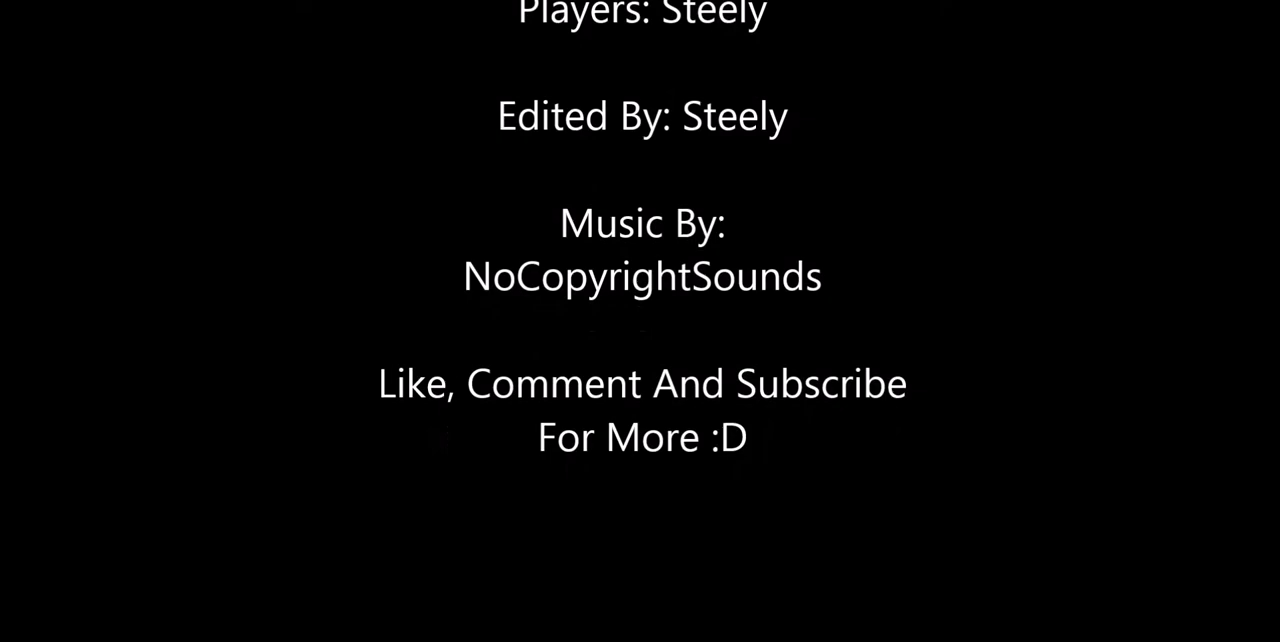 Players: Steely
Edited By: Steely
Music By:
NoCopyrightSounds
Like, Comment And Subscribe
For More :D